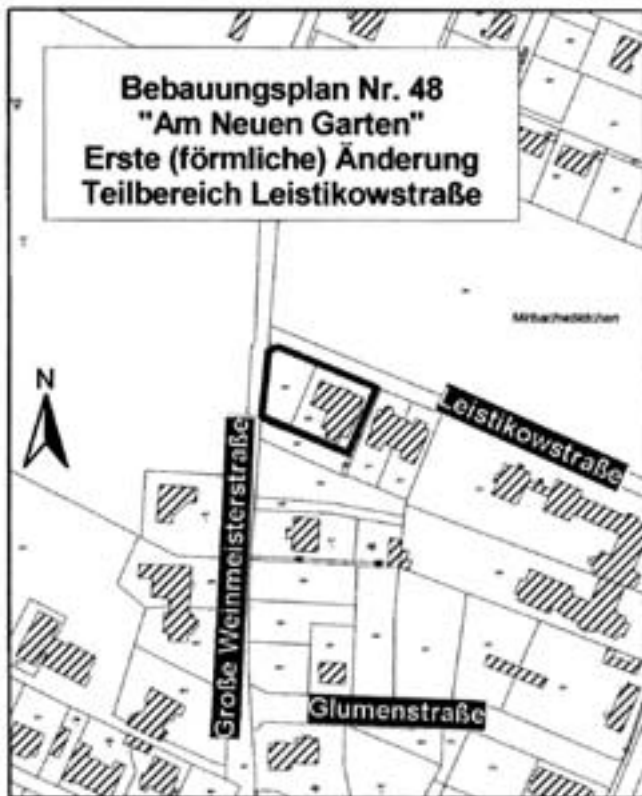 Bebauungsplan Nr. 48
"Am Neuen Garten"
Erste (förmliche) Änderung
Teilbereich Leistikowstraße
N
Leistikowstraße
Große Weinmeisterstraße
Glumenstraße